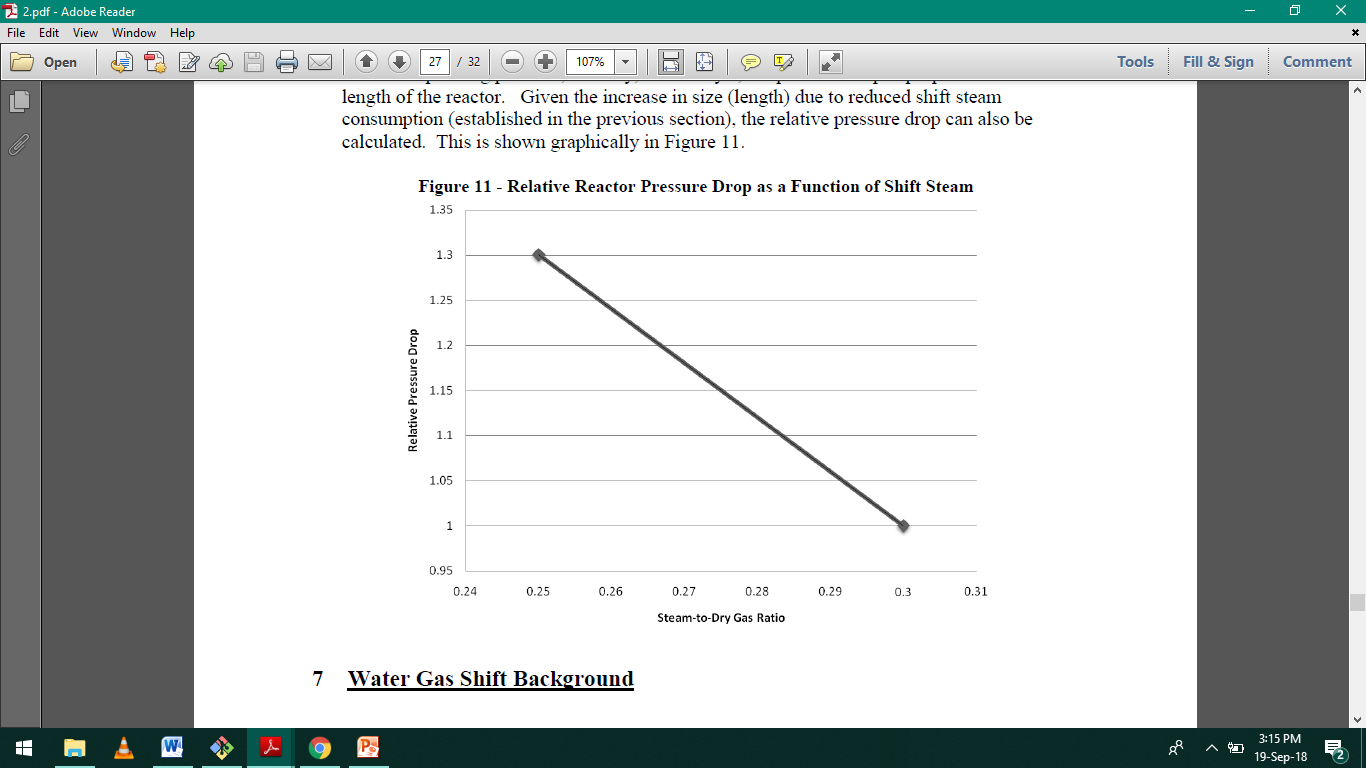 2.pdf - Adobe Reader
File Edit View Window Help
Open 27 / 32 107% Tools Fill & Sign Comment
length of the reactor. Given the increase in size (length) due to reduced shift steam
consumption (established in the previous section), the relative pressure drop can also be
calculated. This is shown graphically in Figure 11.
Figure 11 - Relative Reactor Pressure Drop as a Function of Shift Steam
1.35
1.3
1.25
1.2
1.15
1.1
1.05
1
0.95
Relative Pressure Drop
0.24 0.25 0.26 0.27 0.28 0.29 0.3 0.31
Steam-to-Dry Gas Ratio
7 Water Gas Shift Background
3:15 PM
19-Sep-18
2